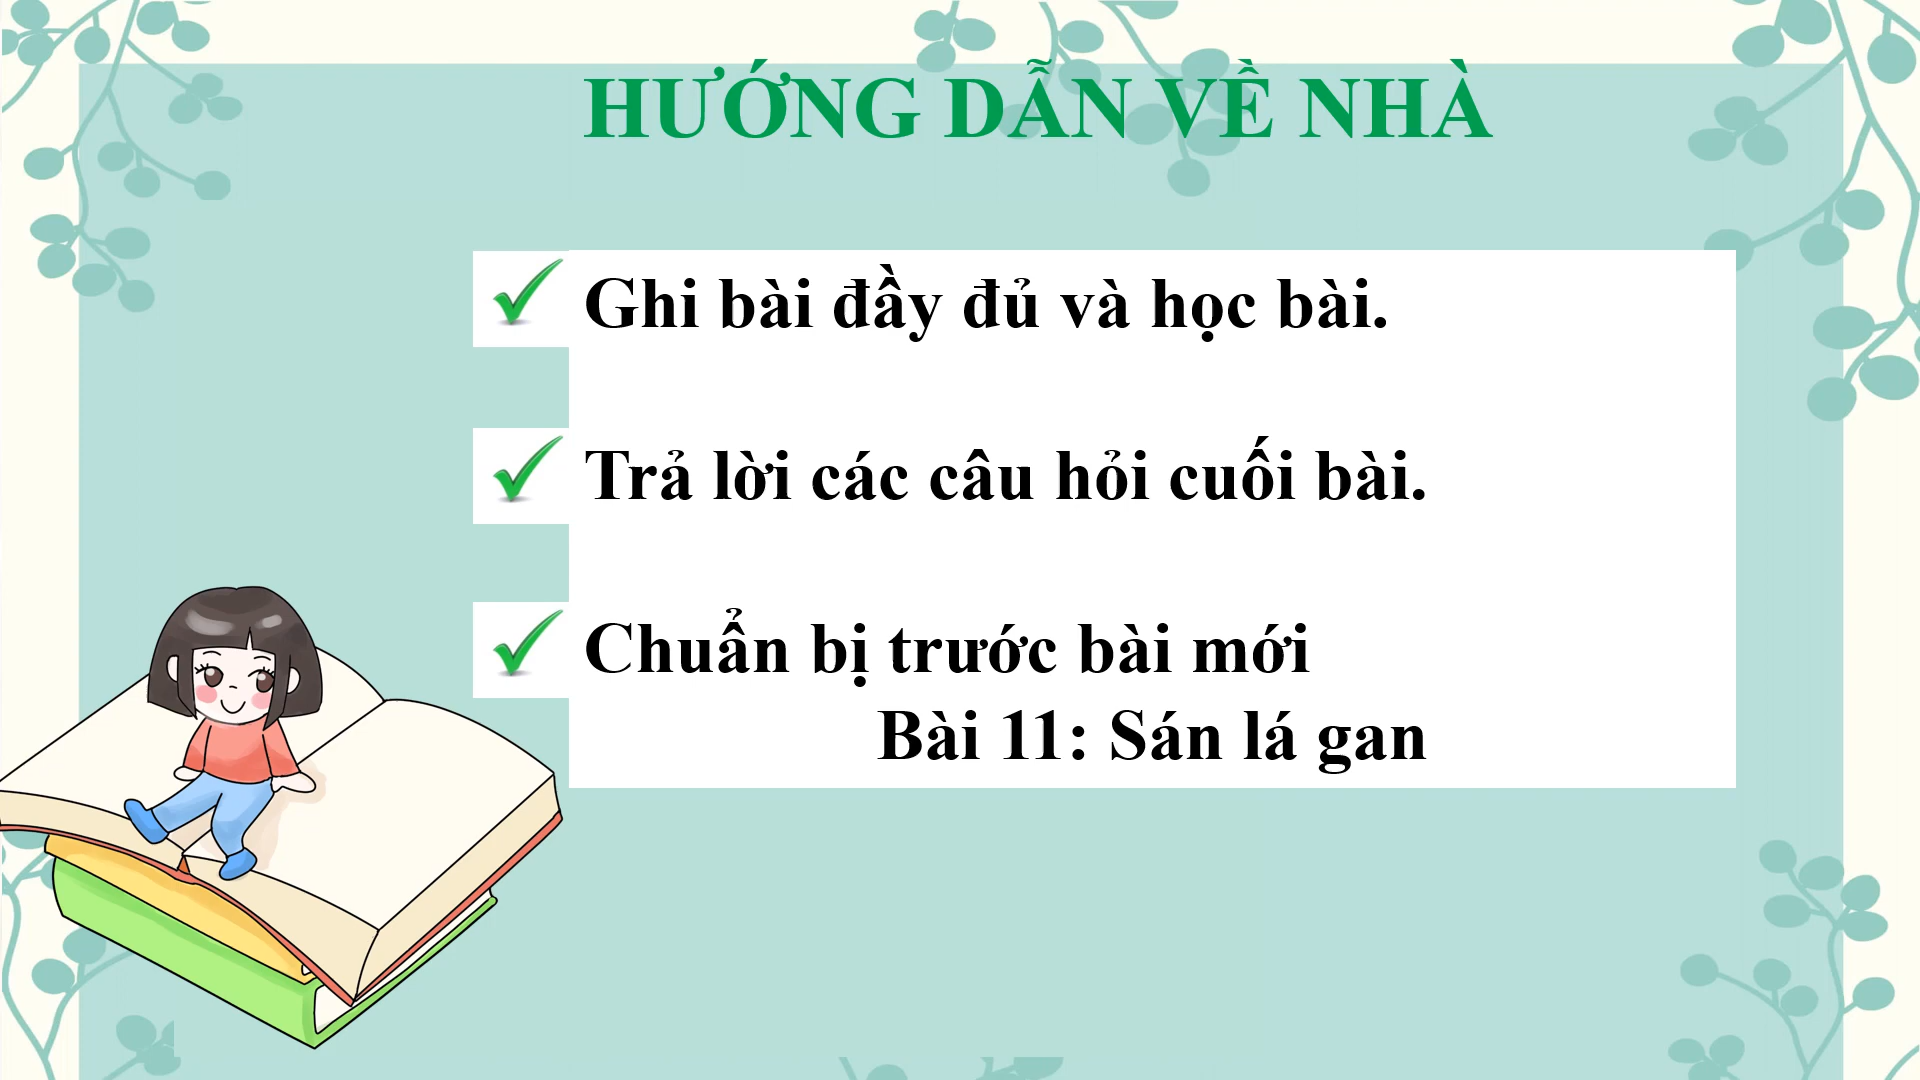 HƯỚNG DẪN VỀ NHÀ
Ghi bài đầy đủ và học bài.
Trả lời các câu hỏi cuối bài.
Chuẩn bị trước bài mới
Bài 11: Sán lá gan